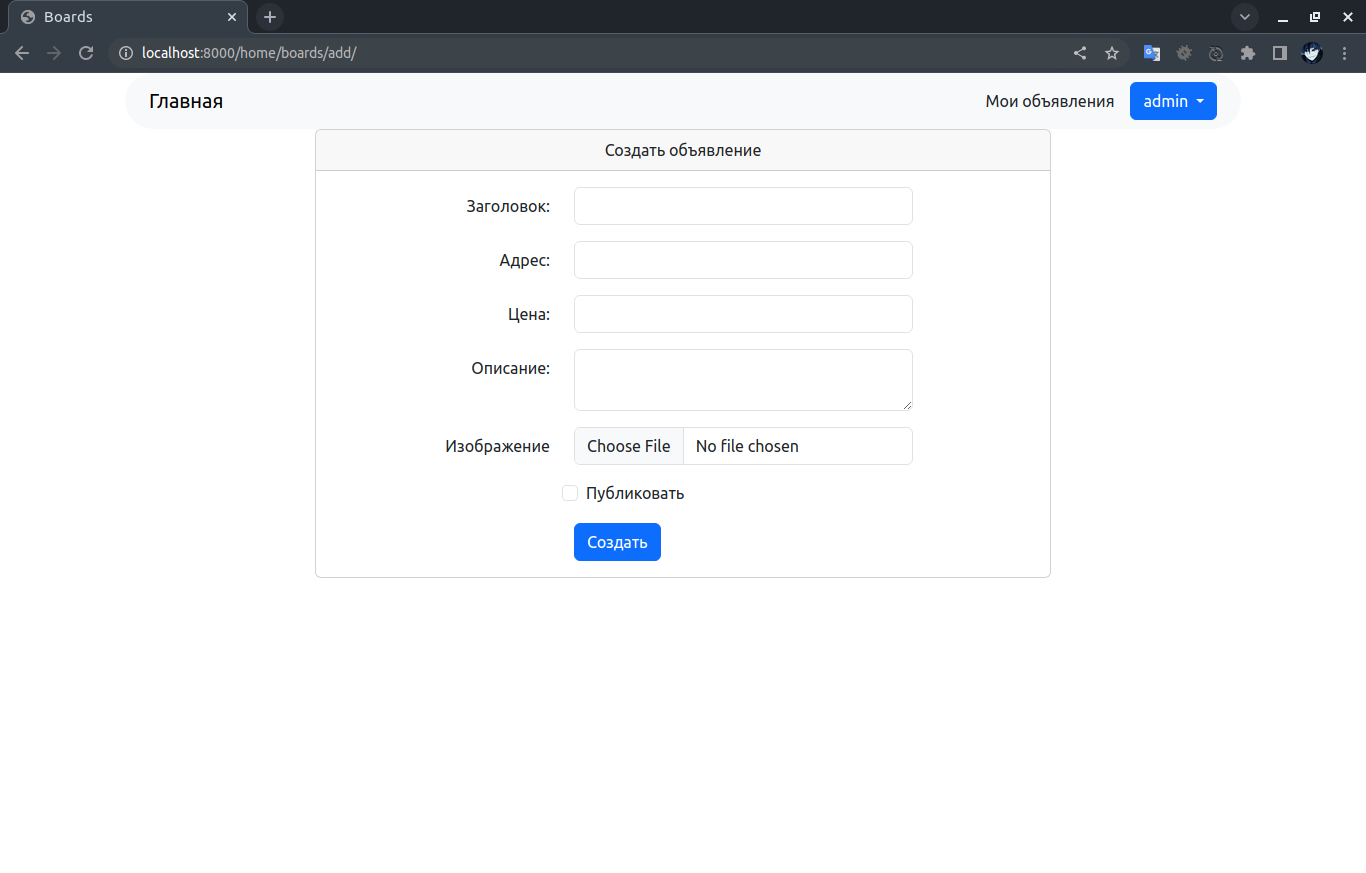 Boards
localhost:8000/home/boards/add/
Главная Мои объявления admin
Создать объявление
Заголовок:
Адрес:
Цена:
Описание:
Изображение Choose File No file chosen
Публиковать
Создать